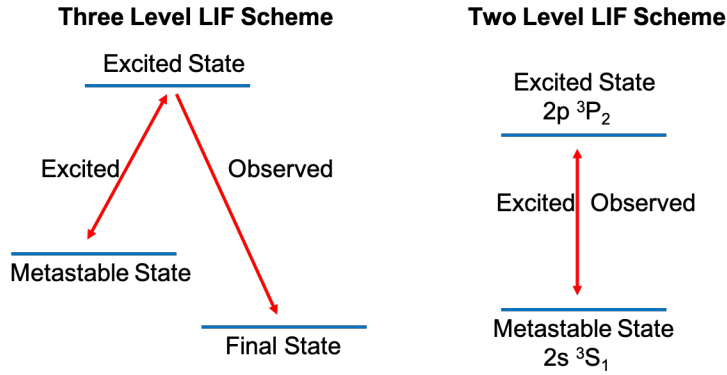 Three Level LIF Scheme
Excited State
Excited
Observed
Metastable State
Final State
Two Level LIF Scheme
Excited State
2p ³P₂
Excited
Observed
Metastable State
2s ³S₁